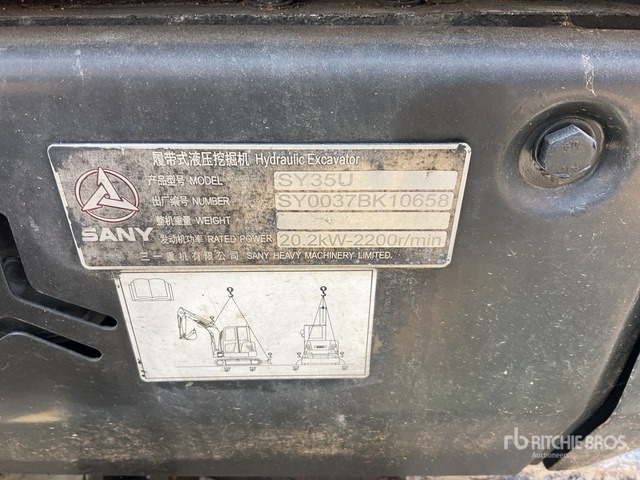 履带式液压挖掘机 Hydraulic Excavator
产品型号 MODEL SY35U
出厂编号 NUMBER SY0037BK10658
整机重量 WEIGHT
发动机功率 RATED POWER 20.2kW-2200r/min
SANY
三一重机有限公司 SANY HEAVY MACHINERY LIMITED.
rb RITCHIE BROS.
Auctioneers